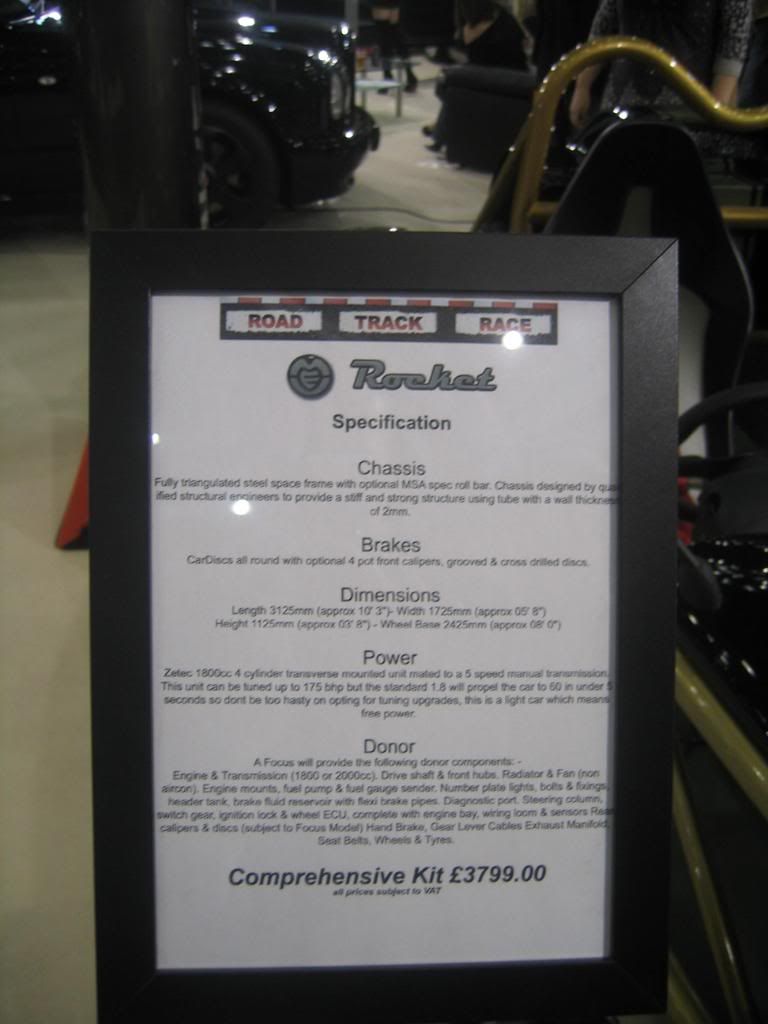 ROAD TRACK RACE
Rocket
Specification
Chassis
Fully triangulated steel space frame with optional MSA spec roll bar. Chassis designed by qua
ified structural engineers to provide a stiff and strong structure using tube with a wall thickness
of 2mm.
Brakes
CarDiscs all round with optional 4 pot front calipers, grooved & cross drilled discs.
Dimensions
Length 3125mm (approx 10' 3")- Width 1725mm (approx 05' 8")
Height 1125mm (approx 03' 8") - Wheel Base 2425mm (approx 08' 0")
Power
Zetec 1800cc 4 cylinder transverse mounted unit mated to a 5 speed manual transmission.
This unit can be tuned up to 175 bhp but the standard 1.8 will propel the car to 60 in under 5
seconds so dont be too hasty on opting for tuning upgrades, this is a light car which means
free power.
Donor
A Focus will provide the following donor components: -
Engine & Transmission (1800 or 2000cc). Drive shaft & front hubs. Radiator & Fan (non
aircon). Engine mounts, fuel pump & fuel gauge sender. Number plate lights, bolts & fixings,
header tank, brake fluid reservoir with flexi brake pipes. Diagnostic port. Steering column,
switch gear, ignition lock & wheel ECU, complete with engine bay, wiring loom & sensors Rear
calipers & discs (subject to Focus Model) Hand Brake, Gear Lever Cables Exhaust Manifold,
Seat Belts, Wheels & Tyres.
Comprehensive Kit £3799.00
all prices subject to VAT